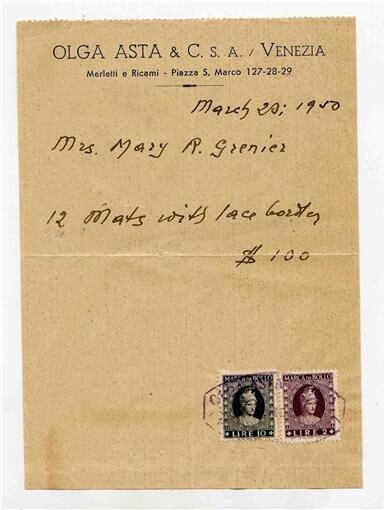 OLGA ASTA & C. S. A. / VENEZIA
Merletti e Ricami - Piazza S. Marco 127-28-29
March 20; 1950
Mrs. Mary R. Grenier
12 Mats with lace border
$ 100
MARCA DA BOLLO MARCA DA BOLLO
LIRE 10 LIRE 2